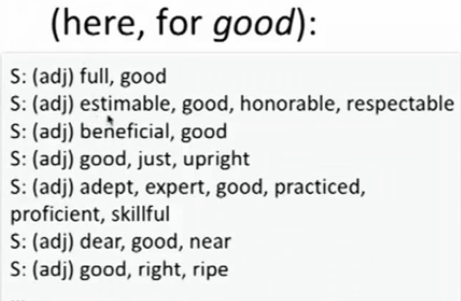 (here, for good):
S: (adj) full, good
S: (adj) estimable, good, honorable, respectable
S: (adj) beneficial, good
S: (adj) good, just, upright
S: (adj) adept, expert, good, practiced,
proficient, skillful
S: (adj) dear, good, near
S: (adj) good, right, ripe
...